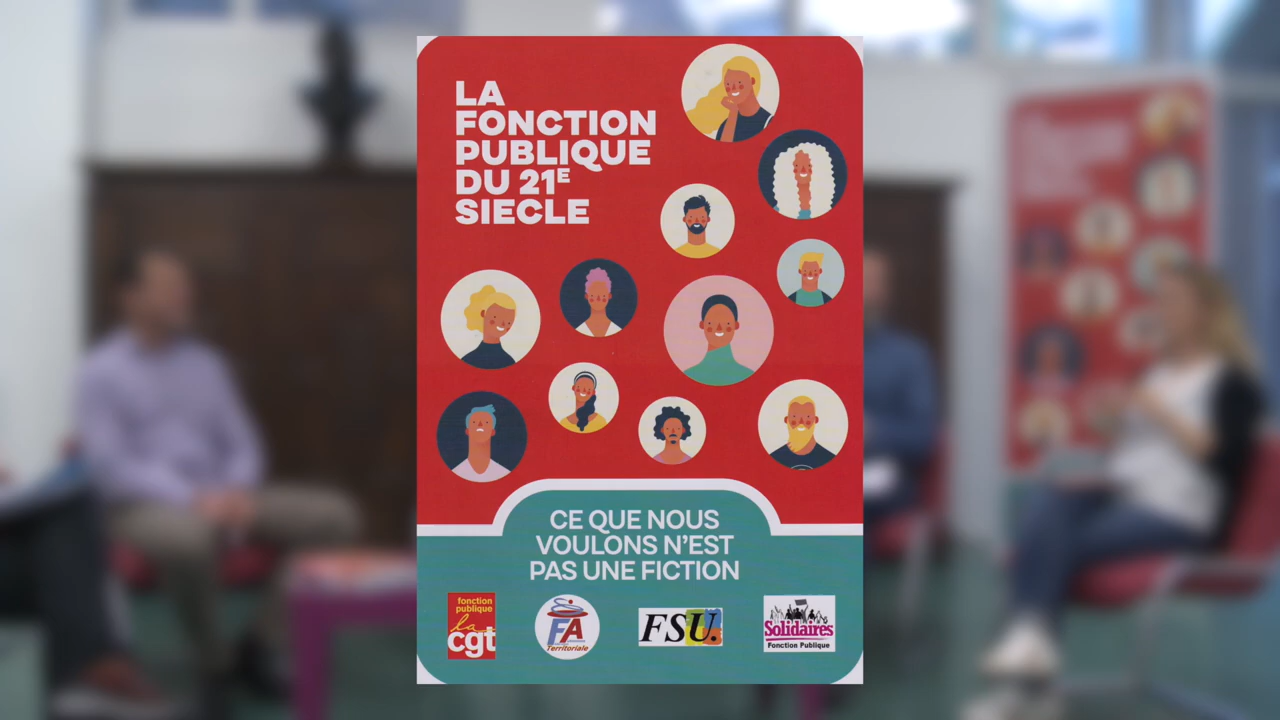 LA
FONCTION
PUBLIQUE
DU 21E
SIECLE
CE QUE NOUS
VOULONS N'EST
PAS UNE FICTION
fonction
publique
la
cgt
FA
Territoriale
FSU.
Solidaires
Fonction Publique